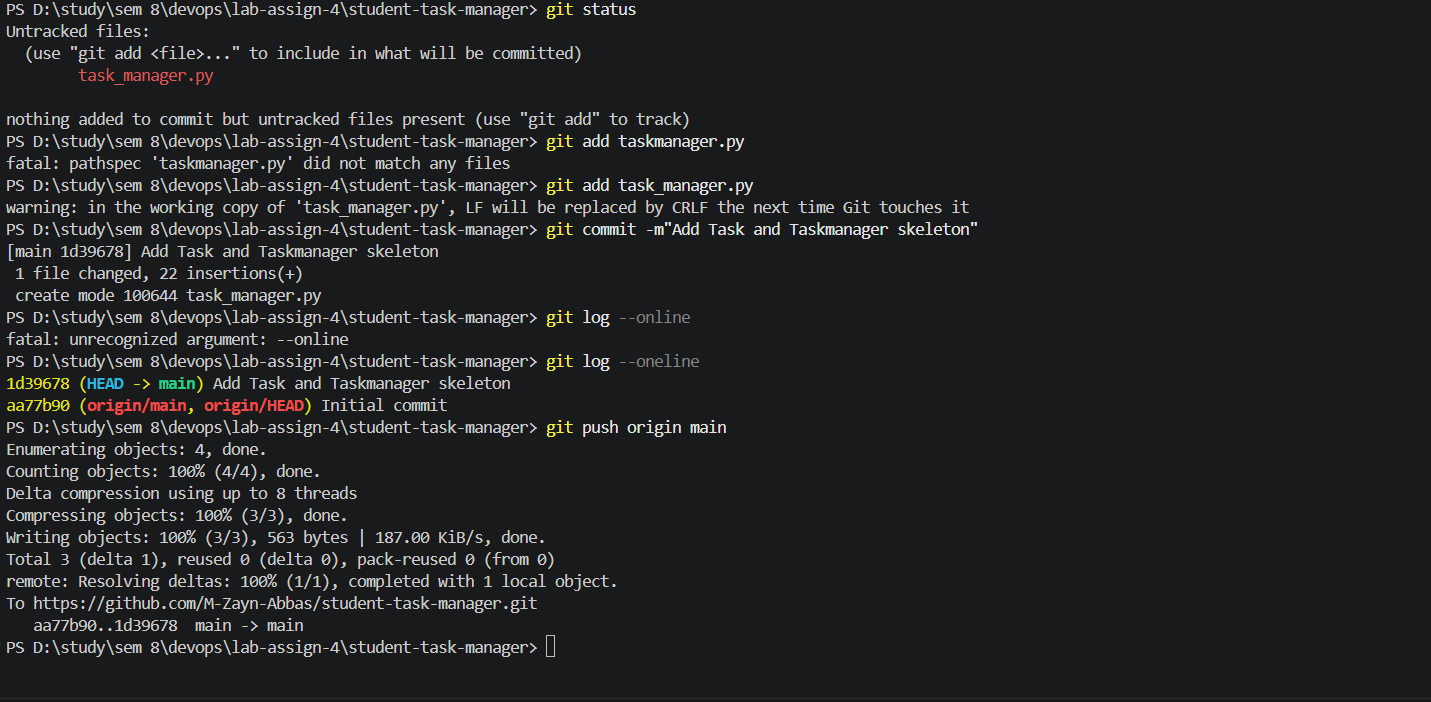 PS D:\study\sem 8\devops\lab-assign-4\student-task-manager> git status
Untracked files:
  (use "git add <file>..." to include in what will be committed)
        task_manager.py

nothing added to commit but untracked files present (use "git add" to track)
PS D:\study\sem 8\devops\lab-assign-4\student-task-manager> git add taskmanager.py
fatal: pathspec 'taskmanager.py' did not match any files
PS D:\study\sem 8\devops\lab-assign-4\student-task-manager> git add task_manager.py
warning: in the working copy of 'task_manager.py', LF will be replaced by CRLF the next time Git touches it
PS D:\study\sem 8\devops\lab-assign-4\student-task-manager> git commit -m"Add Task and Taskmanager skeleton"
[main 1d39678] Add Task and Taskmanager skeleton
 1 file changed, 22 insertions(+)
 create mode 100644 task_manager.py
PS D:\study\sem 8\devops\lab-assign-4\student-task-manager> git log --online
fatal: unrecognized argument: --online
PS D:\study\sem 8\devops\lab-assign-4\student-task-manager> git log --oneline
1d39678 (HEAD -> main) Add Task and Taskmanager skeleton
aa77b90 (origin/main, origin/HEAD) Initial commit
PS D:\study\sem 8\devops\lab-assign-4\student-task-manager> git push origin main
Enumerating objects: 4, done.
Counting objects: 100% (4/4), done.
Delta compression using up to 8 threads
Compressing objects: 100% (3/3), done.
Writing objects: 100% (3/3), 563 bytes | 187.00 KiB/s, done.
Total 3 (delta 1), reused 0 (delta 0), pack-reused 0 (from 0)
remote: Resolving deltas: 100% (1/1), completed with 1 local object.
To https://github.com/M-Zayn-Abbas/student-task-manager.git
   aa77b90..1d39678  main -> main
PS D:\study\sem 8\devops\lab-assign-4\student-task-manager>